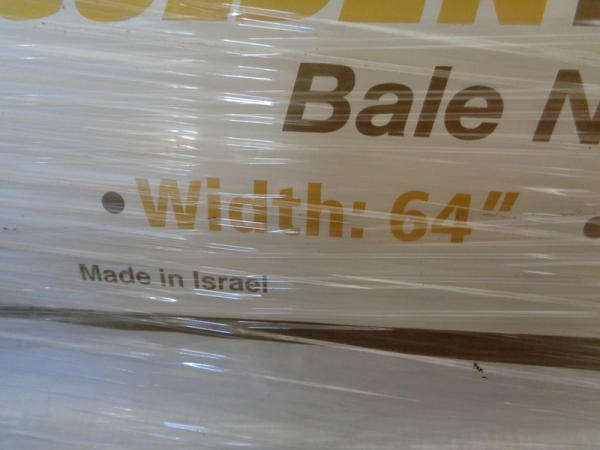 Bale
• Width: 64”
Made in Israel